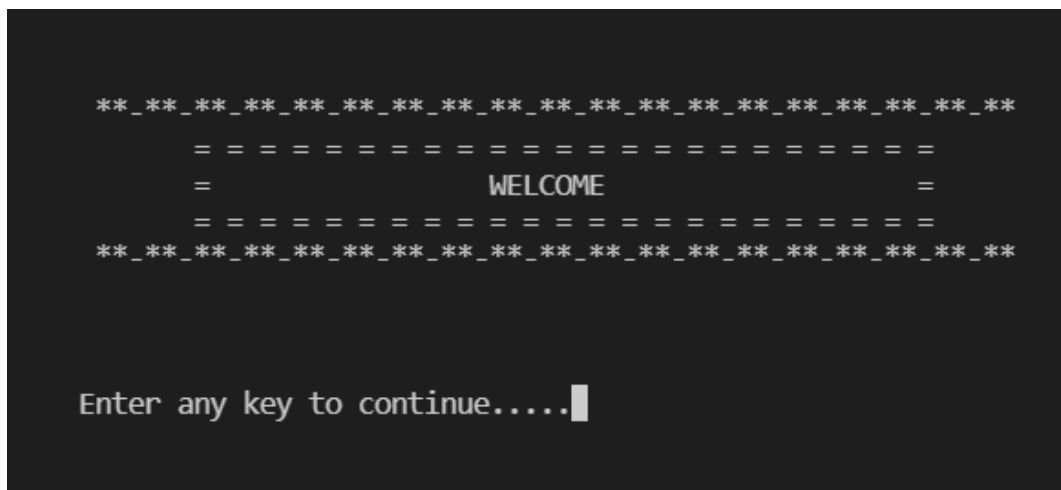 **_**_**_**_**_**_**_**_**_**_**_**_**_**_**_**_**_**_**
= = = = = = = = = = = = = = = = = = = = = = =
= WELCOME =
= = = = = = = = = = = = = = = = = = = = = = =
**_**_**_**_**_**_**_**_**_**_**_**_**_**_**_**_**_**_**
Enter any key to continue.....